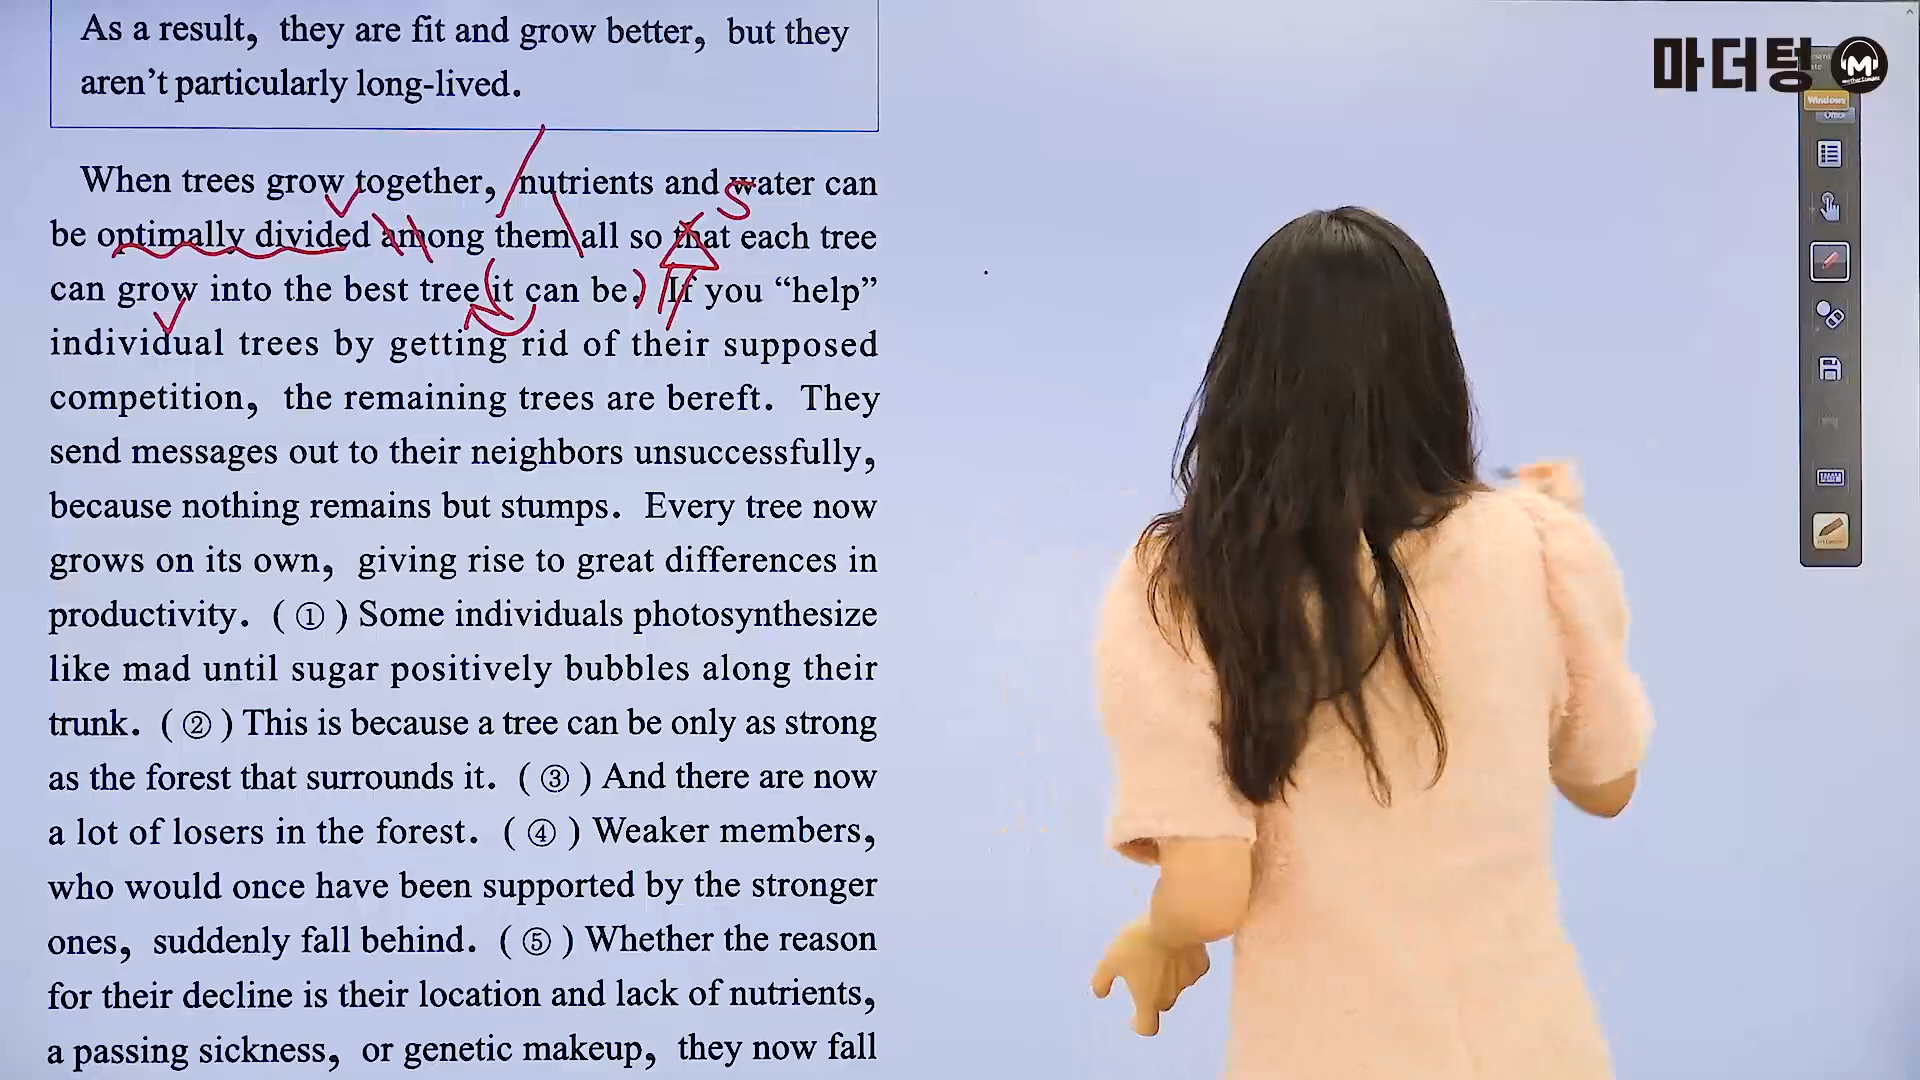 As a result, they are fit and grow better, but they
aren't particularly long-lived.
마더텅
M
Windows
When trees grow together, nutrients and water can
S
be optimally divided among them all so that each tree
can grow into the best tree it can be. If you “help”
individual trees by getting rid of their supposed
competition, the remaining trees are bereft. They
send messages out to their neighbors unsuccessfully,
because nothing remains but stumps. Every tree now
grows on its own, giving rise to great differences in
productivity. ( ① ) Some individuals photosynthesize
like mad until sugar positively bubbles along their
trunk. ( ② ) This is because a tree can be only as strong
as the forest that surrounds it. ( ③ ) And there are now
a lot of losers in the forest. ( ④ ) Weaker members,
who would once have been supported by the stronger
ones, suddenly fall behind. ( ⑤ ) Whether the reason
for their decline is their location and lack of nutrients,
a passing sickness, or genetic makeup, they now fall